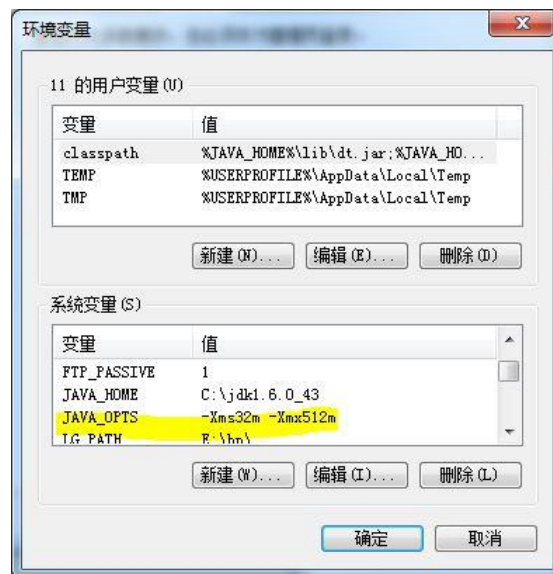 环境变量
11 的用户变量(U)
变量 值
classpath %JAVA_HOME%\lib\dt.jar;%JAVA_HO...
TEMP %USERPROFILE%\AppData\Local\Temp
TMP %USERPROFILE%\AppData\Local\Temp
新建(N)... 编辑(E)... 删除(D)
系统变量(S)
变量 值
FTP_PASSIVE 1
JAVA_HOME C:\jdk1.6.0_43
JAVA_OPTS -Xms32m -Xmx512m
LG_PATH E:\hp\
新建(W)... 编辑(I)... 删除(L)
确定 取消